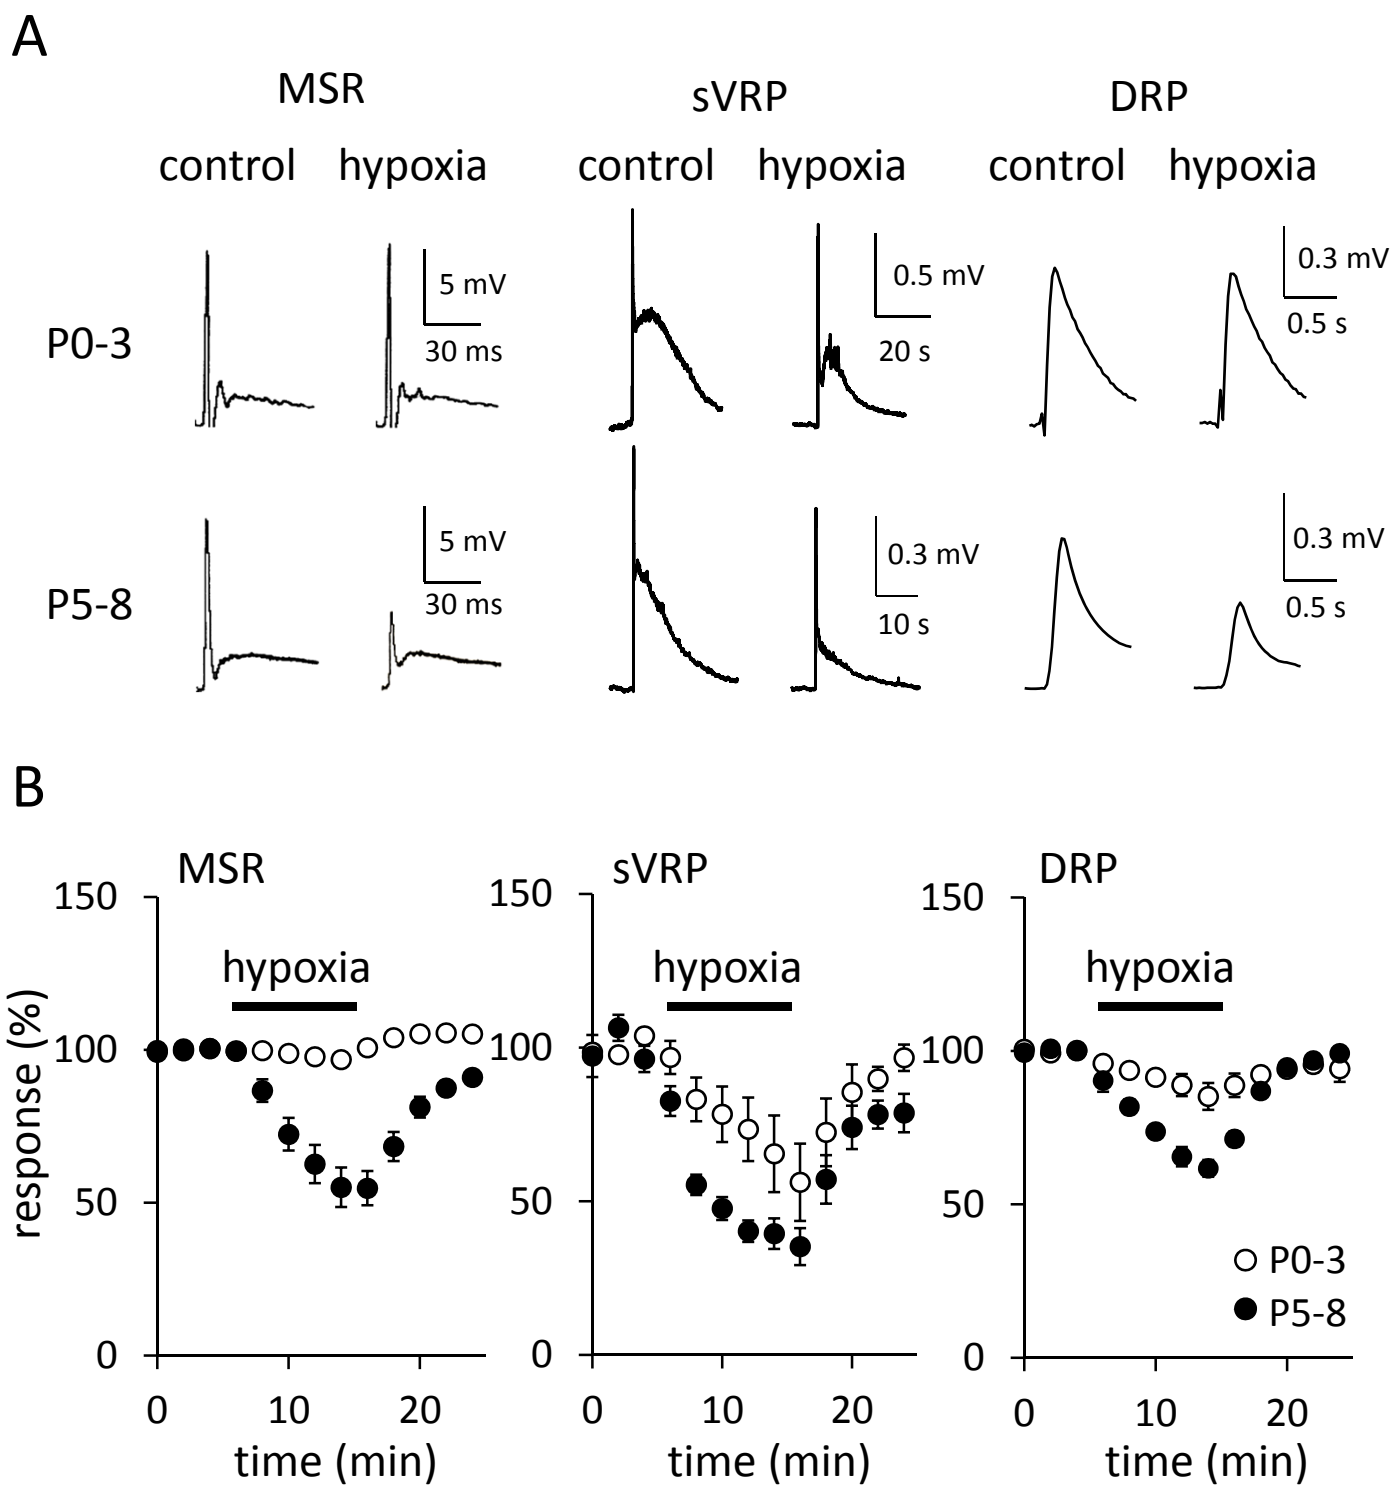 A
MSR sVRP DRP
control hypoxia control hypoxia control hypoxia
P0-3
5 mV
30 ms
0.5 mV
20 s
0.3 mV
0.5 s
P5-8
5 mV
30 ms
0.3 mV
10 s
0.3 mV
0.5 s
B
MSR
150
100
50
0
response (%)
hypoxia
0 10 20
time (min)
sVRP
150
100
50
0
hypoxia
0 10 20
time (min)
DRP
150
100
50
0
hypoxia
P0-3
P5-8
0 10 20
time (min)